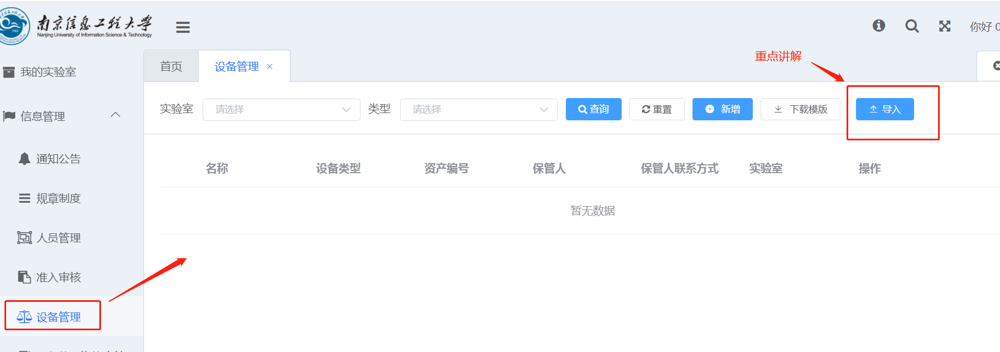 南京信息工程大学
Nanjing University of Information Science & Technology
你好 0
重点讲解
我的实验室
首页
设备管理 ×
实验室 请选择 类型 请选择 查询 重置 新增 下载模版 导入
信息管理
通知公告
名称 设备类型 资产编号 保管人 保管人联系方式 实验室 操作
规章制度
暂无数据
人员管理
准入审核
设备管理